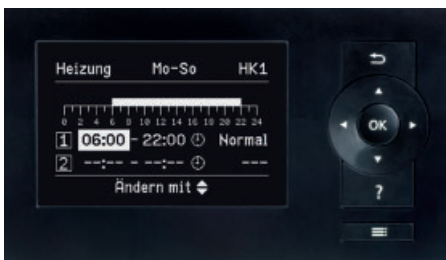 Heizung Mo-So HK1
0 2 4 6 8 10 12 14 16 18 20 22 24
1 06:00 - 22:00 Normal
2 --:-- - --:-- ---
Ändern mit
OK
?